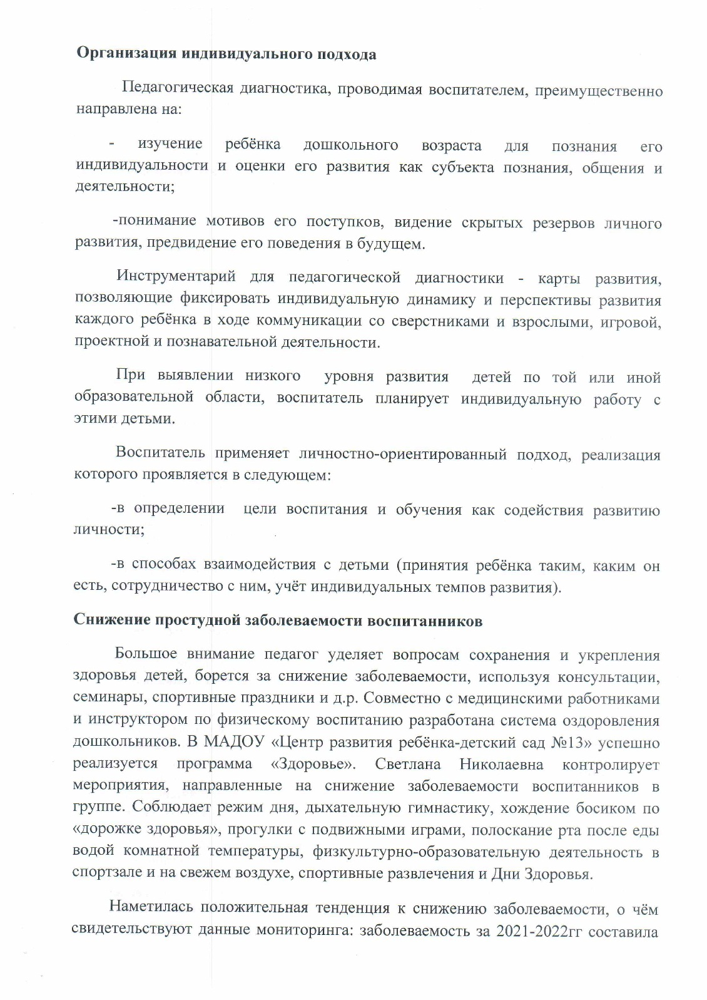 Организация индивидуального подхода
Педагогическая диагностика, проводимая воспитателем, преимущественно
направлена на:
- изучение ребёнка дошкольного возраста для познания его
индивидуальности и оценки его развития как субъекта познания, общения и
деятельности;
-понимание мотивов его поступков, видение скрытых резервов личного
развития, предвидение его поведения в будущем.
Инструментарий для педагогической диагностики - карты развития,
позволяющие фиксировать индивидуальную динамику и перспективы развития
каждого ребёнка в ходе коммуникации со сверстниками и взрослыми, игровой,
проектной и познавательной деятельности.
При выявлении низкого уровня развития детей по той или иной
образовательной области, воспитатель планирует индивидуальную работу с
этими детьми.
Воспитатель применяет личностно-ориентированный подход, реализация
которого проявляется в следующем:
-в определении цели воспитания и обучения как содействия развитию
личности;
-в способах взаимодействия с детьми (принятия ребёнка таким, каким он
есть, сотрудничество с ним, учёт индивидуальных темпов развития).
Снижение простудной заболеваемости воспитанников
Большое внимание педагог уделяет вопросам сохранения и укрепления
здоровья детей, борется за снижение заболеваемости, используя консультации,
семинары, спортивные праздники и д.р. Совместно с медицинскими работниками
и инструктором по физическому воспитанию разработана система оздоровления
дошкольников. В МАДОУ «Центр развития ребёнка-детский сад №13» успешно
реализуется программа «Здоровье». Светлана Николаевна контролирует
мероприятия, направленные на снижение заболеваемости воспитанников в
группе. Соблюдает режим дня, дыхательную гимнастику, хождение босиком по
«дорожке здоровья», прогулки с подвижными играми, полоскание рта после еды
водой комнатной температуры, физкультурно-образовательную деятельность в
спортзале и на свежем воздухе, спортивные развлечения и Дни Здоровья.
Наметилась положительная тенденция к снижению заболеваемости, о чём
свидетельствуют данные мониторинга: заболеваемость за 2021-2022гг составила